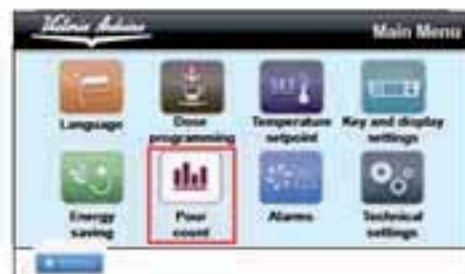 Victoria Arduino
Main Menu
Language
Dose programming
Temperature setpoint
Key and display settings
Energy saving
Pour count
Alarms
Technical settings